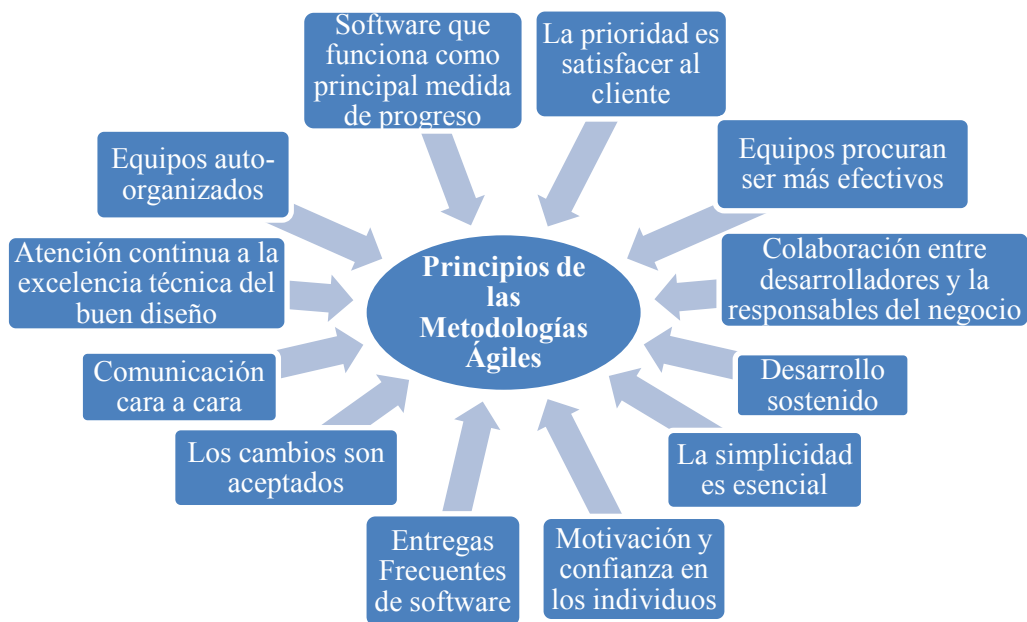 Software que
funciona como
principal medida
de progreso
La prioridad es
satisfacer al
cliente
Equipos auto-
organizados
Equipos procuran
ser más efectivos
Atención continua a la
excelencia técnica del
buen diseño
Principios de
las
Metodologías
Ágiles
Colaboración entre
desarrolladores y la
responsables del negocio
Comunicación
cara a cara
Desarrollo
sostenido
Los cambios son
aceptados
La simplicidad
es esencial
Entregas
Frecuentes
de software
Motivación y
confianza en
los individuos